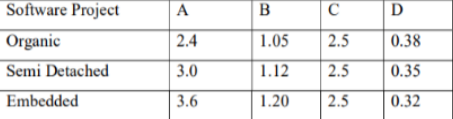 Software Project A B C D
Organic 2.4 1.05 2.5 0.38
Semi Detached 3.0 1.12 2.5 0.35
Embedded 3.6 1.20 2.5 0.32